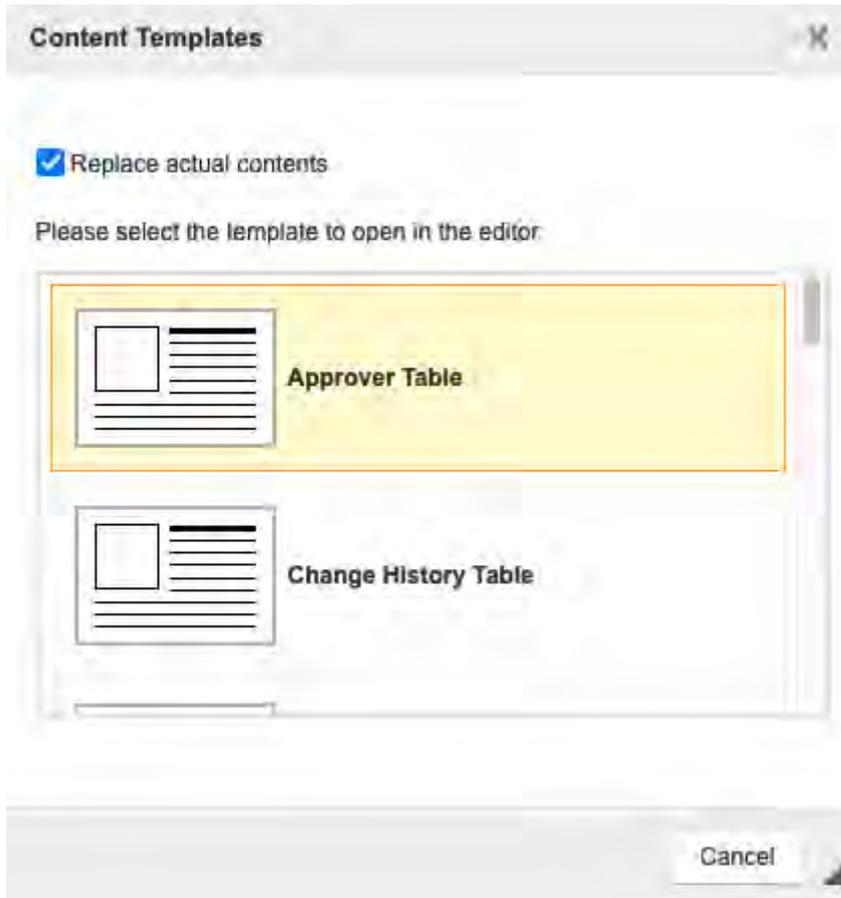 Content Templates
Replace actual contents
Please select the template to open in the editor
Approver Table
Change History Table
Cancel